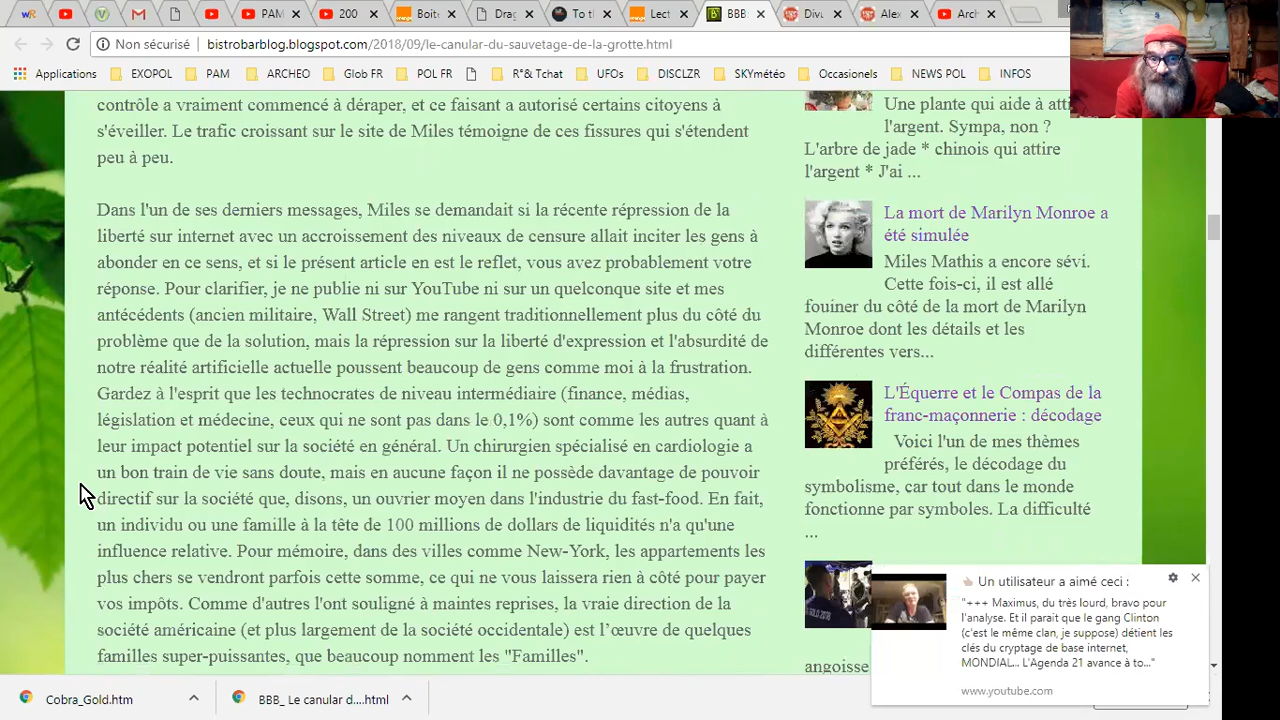 PAM
200
Boîte
Parag
To th
Lect
BBB
Divu
Alex
Arch
Non sécurisé
bistrobarblog.blogspot.com/
18/09/le-canular-du-sauvetage-de-la-grotte.html
Applications EXOPOL PAM ARCHEO Glob FR POL FR R°& Tchat UFOs DISCLZR SKYmétéo Occasionels NEWS POL INFOS
contrôle a vraiment commencé à déraper, et ce faisant a autorisé certains citoyens à
s'éveiller. Le trafic croissant sur le site de Miles témoigne de ces fissures qui s'étendent
peu à peu.
Dans l'un de ses derniers messages, Miles se demandait si la récente répression de la
liberté sur internet avec un accroissement des niveaux de censure allait inciter les gens à
abonder en ce sens, et si le présent article en est le reflet, vous avez probablement votre
réponse. Pour clarifier, je ne publie ni sur YouTube ni sur un quelconque site et mes
antécédents (ancien militaire, Wall Street) me rangent traditionnellement plus du côté du
problème que de la solution, mais la répression sur la liberté d'expression et l'absurdité de
notre réalité artificielle actuelle poussent beaucoup de gens comme moi à la frustration.
Gardez à l'esprit que les technocrates de niveau intermédiaire (finance, médias,
législation et médecine, ceux qui ne sont pas dans le 0,1%) sont comme les autres quant à
leur impact potentiel sur la société en général. Un chirurgien spécialisé en cardiologie a
un bon train de vie sans doute, mais en aucune façon il ne possède davantage de pouvoir
directif sur la société que, disons, un ouvrier moyen dans l'industrie du fast-food. En fait,
un individu ou une famille à la tête de 100 millions de dollars de liquidités n'a qu'une
influence relative. Pour mémoire, dans des villes comme New-York, les appartements les
plus chers se vendront parfois cette somme, ce qui ne vous laissera rien à côté pour payer
vos impôts. Comme d'autres l'ont souligné à maintes reprises, la vraie direction de la
société américaine (et plus largement de la société occidentale) est l'œuvre de quelques
familles super-puissantes, que beaucoup nomment les "Familles".
Une plante qui aide à atti
l'argent. Sympa, non ?
L'arbre de jade * chinois qui attire
l'argent * J'ai ...
La mort de Marilyn Monroe a
été simulée
Miles Mathis a encore sévi.
Cette fois-ci, il est allé
fouiner du côté de la mort de Marilyn
Monroe dont les détails et les
différentes vers...
L'Équerre et le Compas de la
franc-maçonnerie : décodage
Voici l'un de mes thèmes
préférés, le décodage du
symbolisme, car tout dans le monde
fonctionne par symboles. La difficulté
...
angoisse
Un utilisateur a aimé ceci :
"+++ Maximus, du très lourd, bravo pour
l'analyse. Et il parait que le gang Clinton
(c'est le même clan, je suppose) détient les
clés du cryptage de base internet,
MONDIAL... L'Agenda 21 avance à to..."
www.youtube.com
Cobra_Gold.htm
BBB_ Le canular d....html